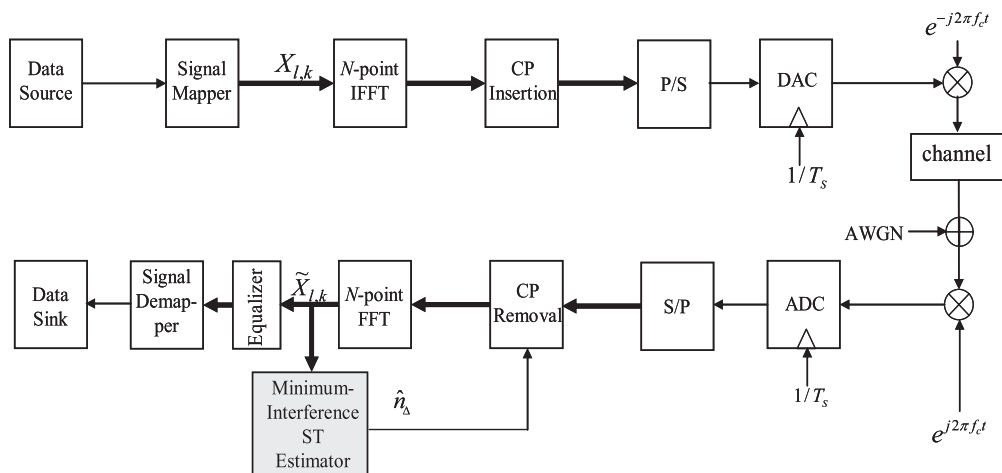 e^{-j2πf_c t}
Data
Source
Signal
Mapper
X_{l,k}
N-point
IFFT
CP
Insertion
P/S
DAC
1/T_s
channel
AWGN
Data
Sink
Signal
Demap-
per
Equalizer
X̃_{l,k}
N-point
FFT
CP
Removal
S/P
ADC
1/T_s
Minimum-
Interference
ST
Estimator
n̂_Δ
e^{j2πf_c t}